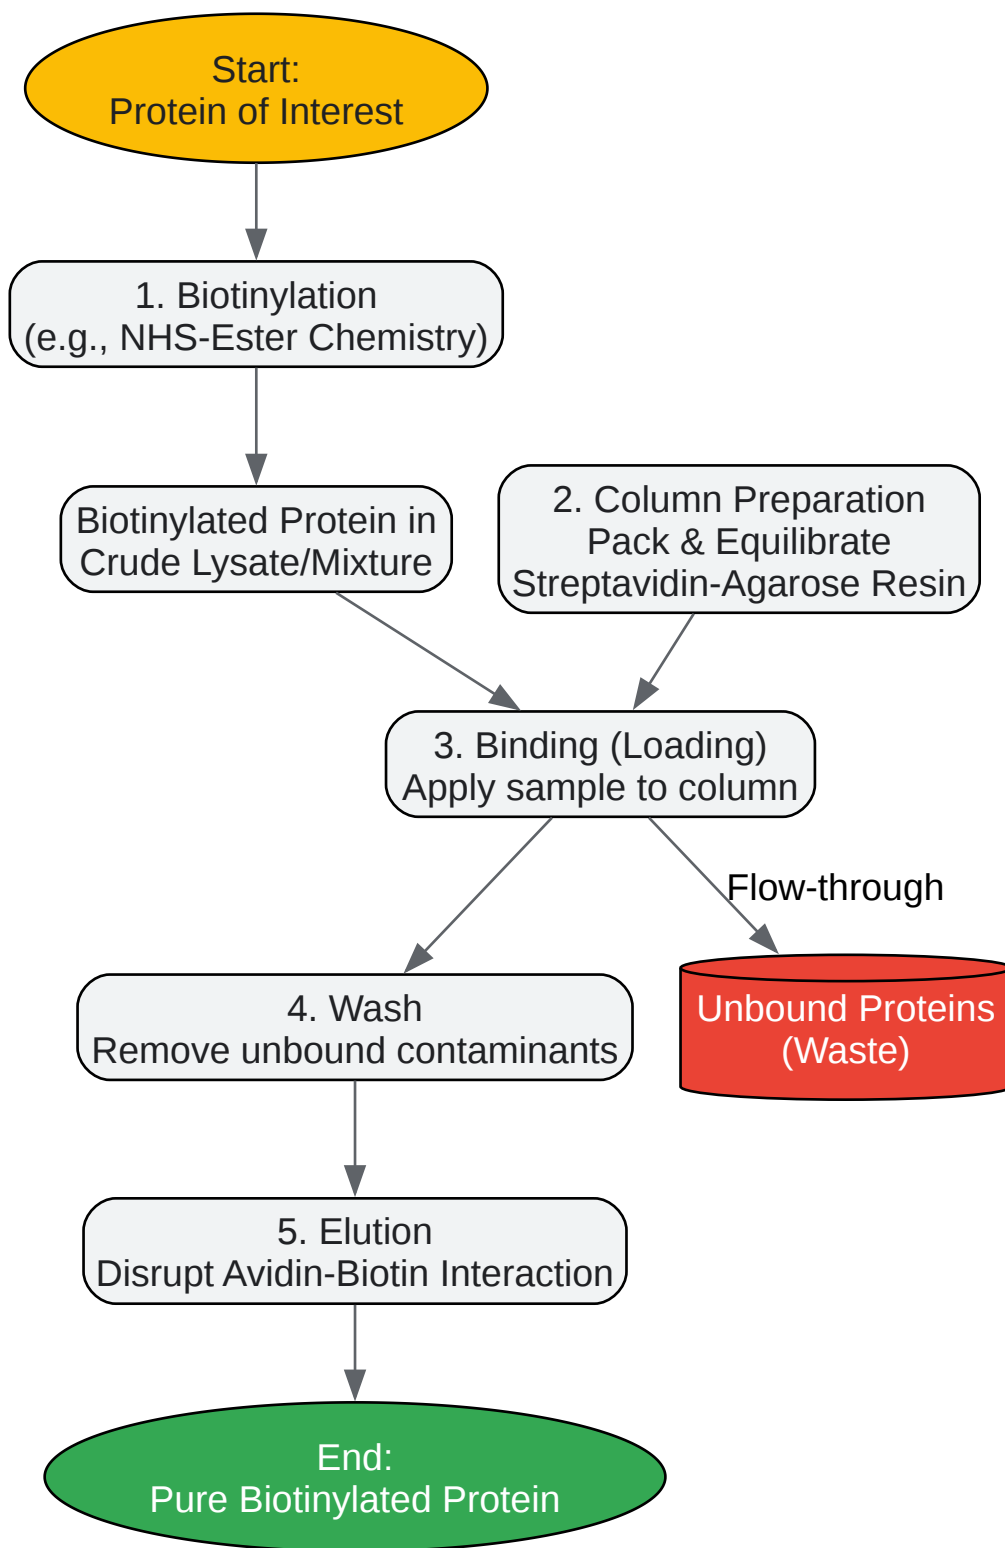 Start:
Protein of Interest
1. Biotinylation
(e.g., NHS-Ester Chemistry)
Biotinylated Protein in
Crude Lysate/Mixture
2. Column Preparation
Pack & Equilibrate
Streptavidin-Agarose Resin
3. Binding (Loading)
Apply sample to column
Flow-through
4. Wash
Remove unbound contaminants
Unbound Proteins
(Waste)
5. Elution
Disrupt Avidin-Biotin Interaction
End:
Pure Biotinylated Protein